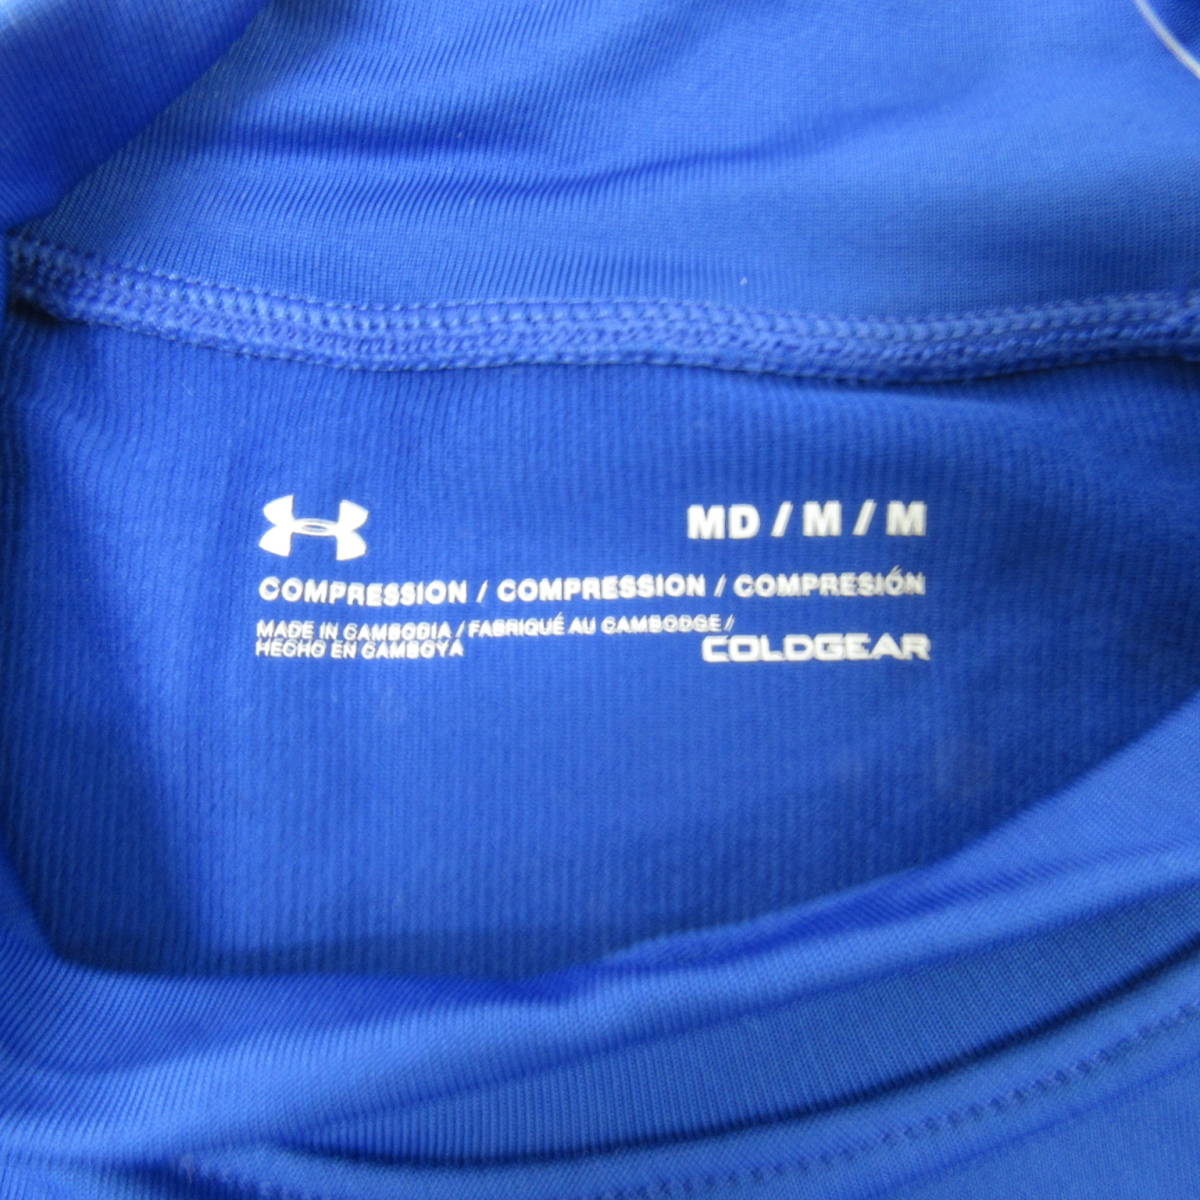 MD / M / M
COMPRESSION / COMPRESSION / COMPRESIÓN
MADE IN CAMBODIA / FABRIQUÉ AU CAMBODGE /
HECHO EN CAMBOYA
COLDGEAR